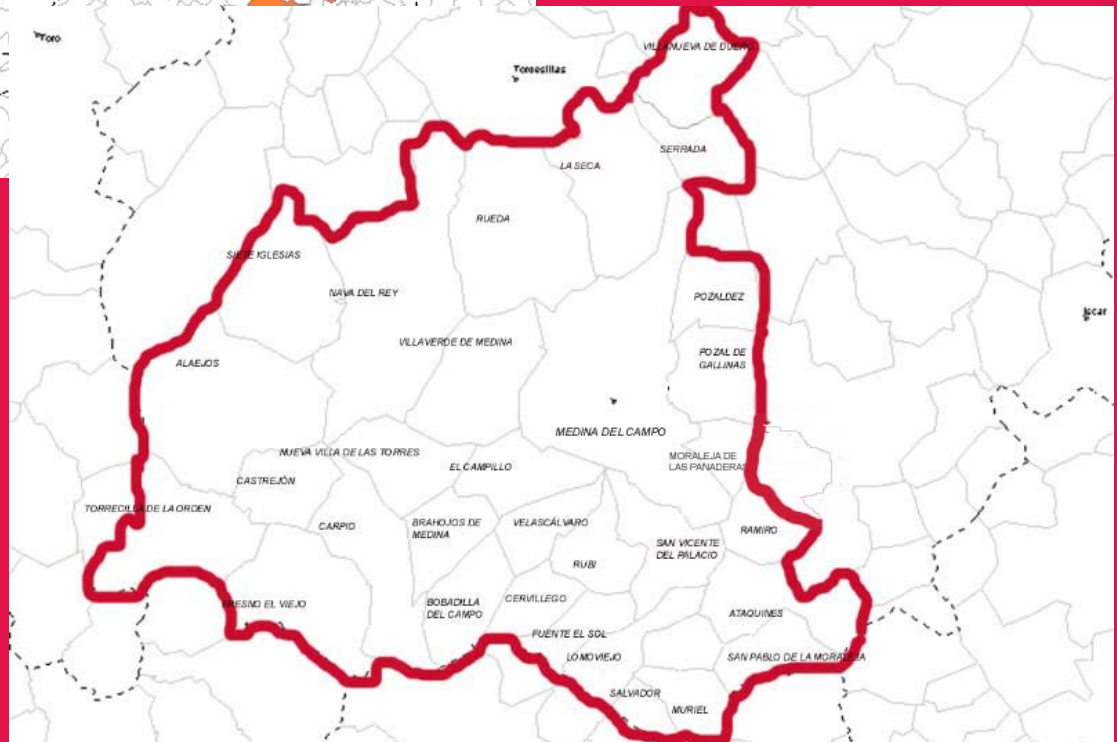 Toro
VILLANUEVA DE DUERO
Tordesillas
SERRADA
LA SECA
RUEDA
SIETE IGLESIAS
NAVA DEL REY
POZALDEZ
Iscar
VILLAVERDE DE MEDINA
POZAL DE
GALLINAS
ALAEJOS
MEDINA DEL CAMPO
NUEVA VILLA DE LAS TORRES
MORALEJA DE
LAS PANADERAS
EL CAMPILLO
CASTREJÓN
TORRECILLA DE LA ORDEN
CARPIO
BRAHOJOS DE
MEDINA
VELASCÁLVARO
RAMIRO
SAN VICENTE
DEL PALACIO
RUBI
FRESNO EL VIEJO
BOBADILLA
DEL CAMPO
CERVILLEGO
ATAQUINES
FUENTE EL SOL
LOMOVIEJO
SAN PABLO DE LA MORALEJA
SALVADOR
MURIEL